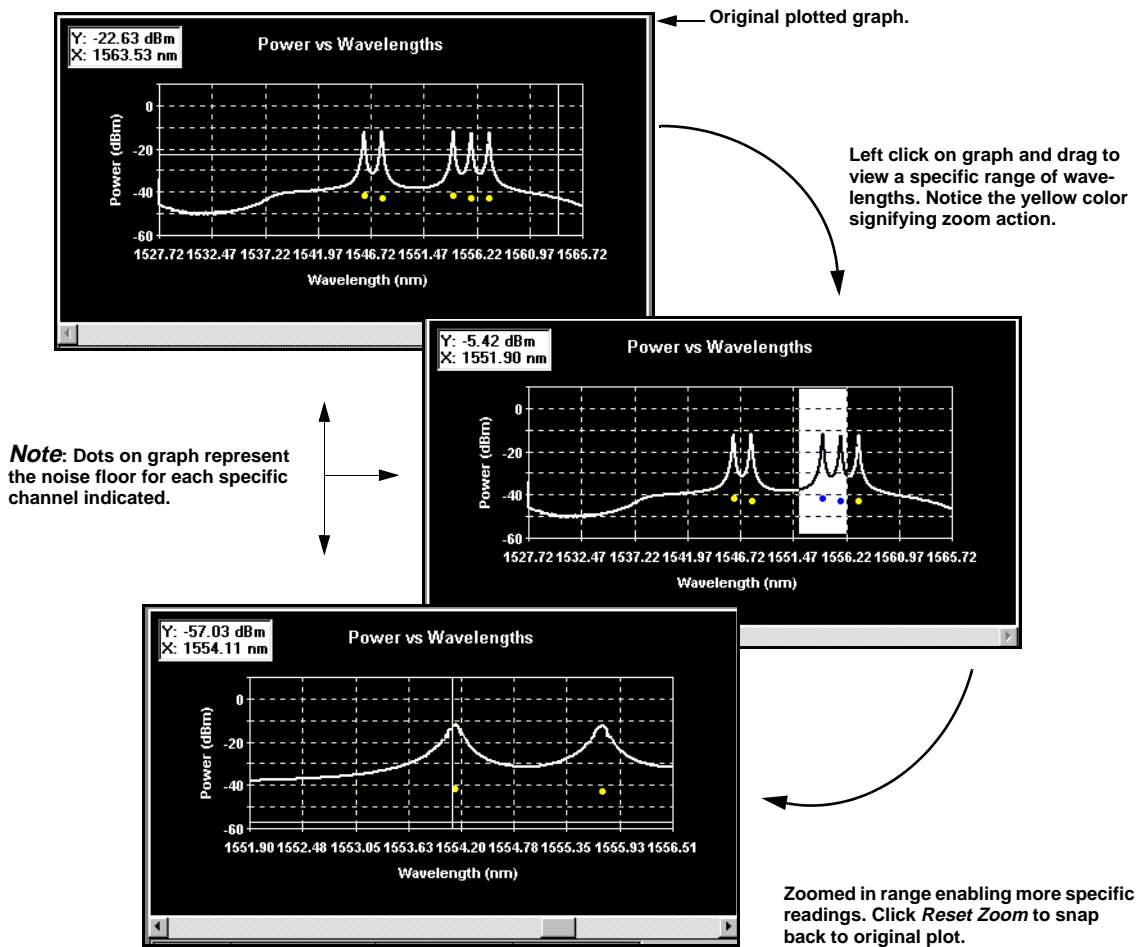 Original plotted graph.
Y: -22.63 dBm
X: 1563.53 nm
Power vs Wavelengths
Power (dBm)
0
-20
-40
-60
1527.72 1532.47 1537.22 1541.97 1546.72 1551.47 1556.22 1560.97 1565.72
Wavelength (nm)
Left click on graph and drag to
view a specific range of wave-
lengths. Notice the yellow color
signifying zoom action.
Y: -5.42 dBm
X: 1551.90 nm
Power vs Wavelengths
Power (dBm)
0
-20
-40
-60
1527.72 1532.47 1537.22 1541.97 1546.72 1551.47 1556.22 1560.97 1565.72
Wavelength (nm)
Note: Dots on graph represent
the noise floor for each specific
channel indicated.
Y: -57.03 dBm
X: 1554.11 nm
Power vs Wavelengths
Power (dBm)
0
-20
-40
-60
1551.90 1552.48 1553.05 1553.63 1554.20 1554.78 1555.35 1555.93 1556.51
Wavelength (nm)
Zoomed in range enabling more specific
readings. Click Reset Zoom to snap
back to original plot.